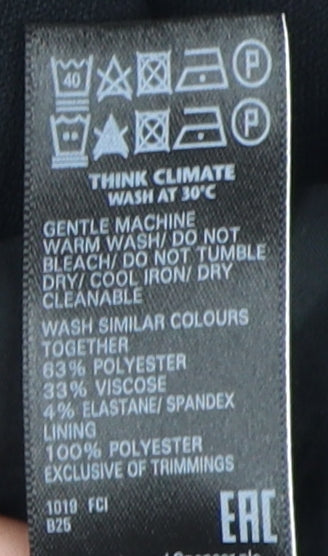 40 P
P
THINK CLIMATE
WASH AT 30°C
GENTLE MACHINE
WARM WASH/ DO NOT
BLEACH/ DO NOT TUMBLE
DRY/ COOL IRON/ DRY
CLEANABLE
WASH SIMILAR COLOURS
TOGETHER
63% POLYESTER
33% VISCOSE
4% ELASTANE/ SPANDEX
LINING
100% POLYESTER
EXCLUSIVE OF TRIMMINGS
1019 FCI
B25
EAC